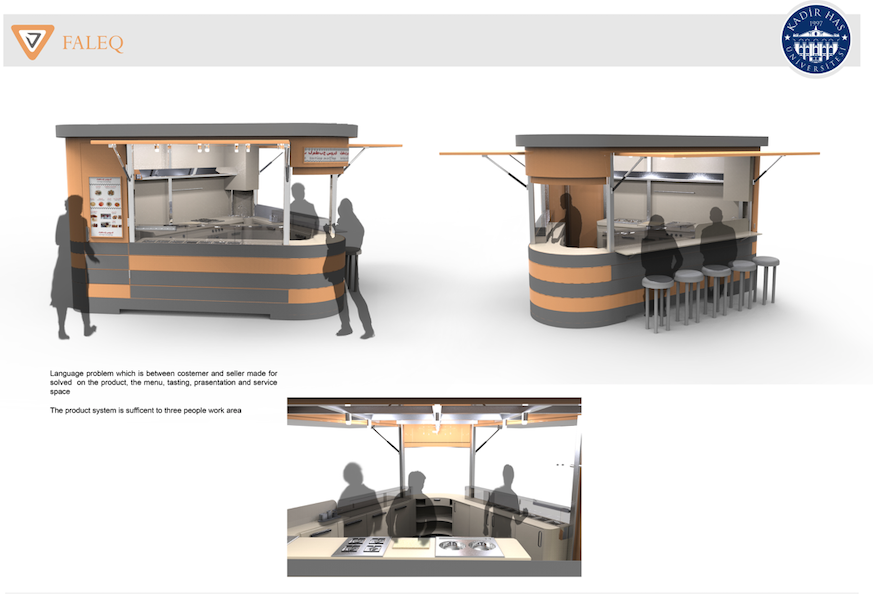 FALEQ
KADİR HAS
1997
ÜNİVERSİTESİ
Language problem which is between costemer and seller made for
solved on the product, the menu, tasting, prasentation and service
space
The product system is sufficent to three people work area